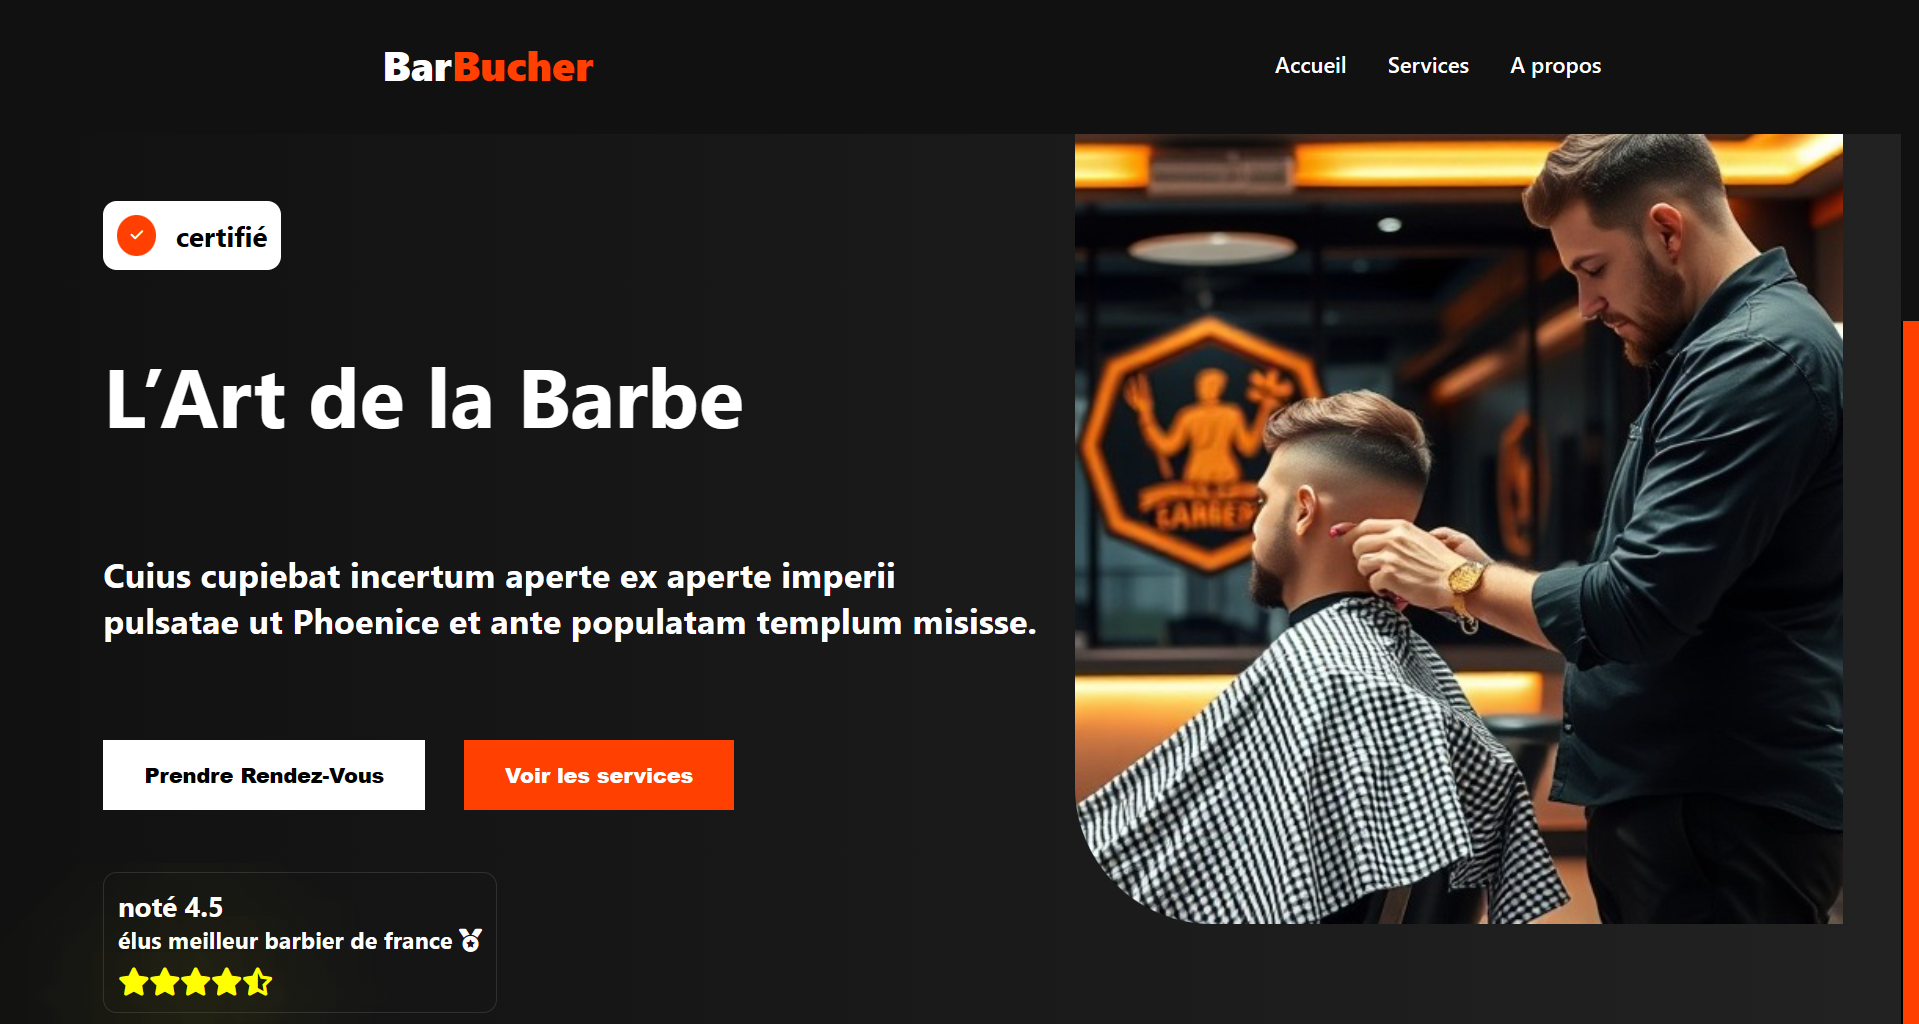 BarBucher
Accueil Services A propos
certifié
L’Art de la Barbe
Cuius cupiebat incertum aperte ex aperte imperii
pulsatae ut Phoenice et ante populatam templum misisse.
Prendre Rendez-Vous
Voir les services
noté 4.5
élus meilleur barbier de france